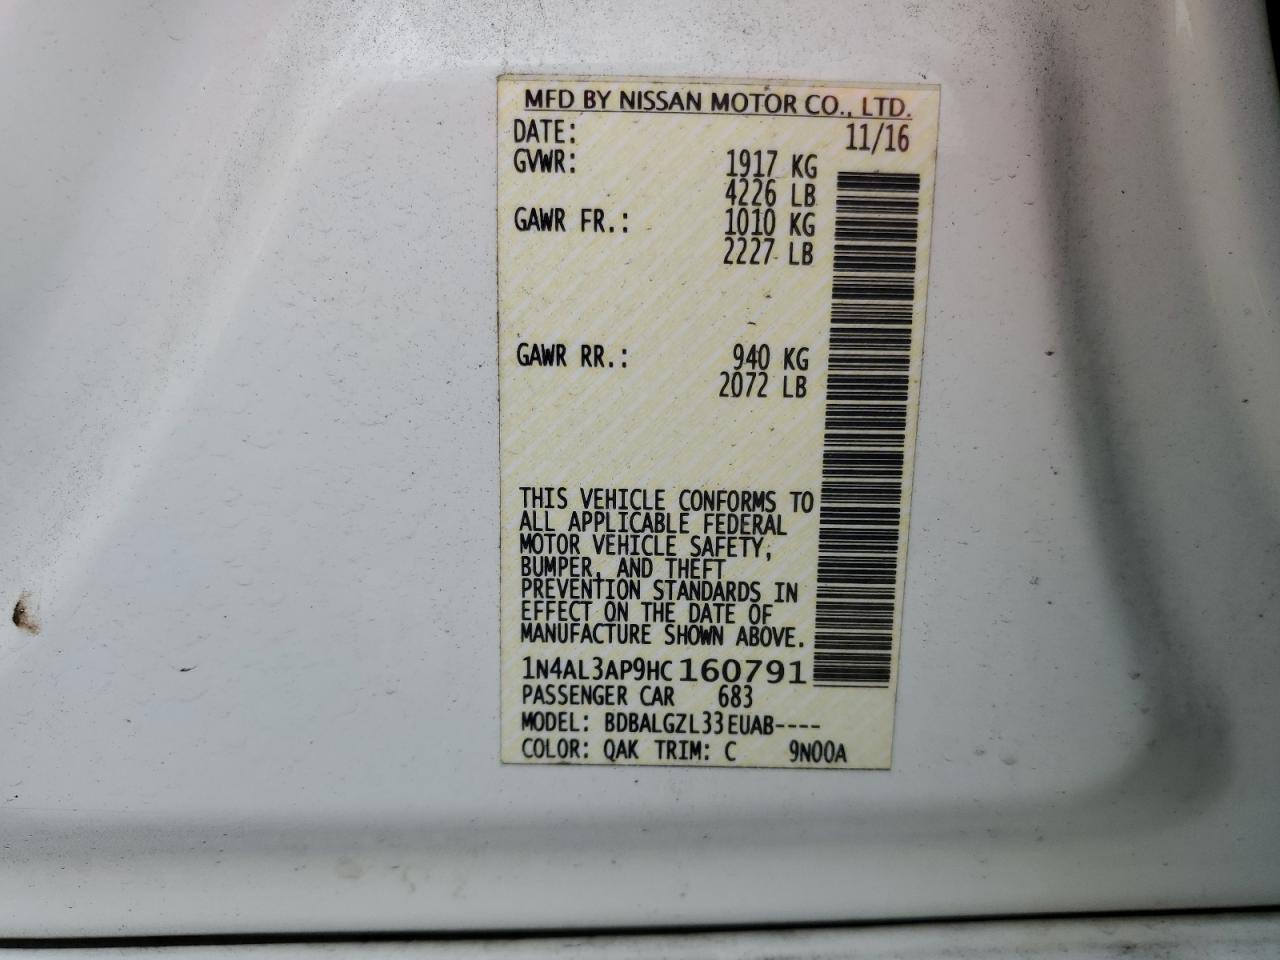 MFD BY NISSAN MOTOR CO., LTD.
DATE: 11/16
GVWR: 1917 KG
4226 LB
GAWR FR.: 1010 KG
2227 LB
GAWR RR.: 940 KG
2072 LB
THIS VEHICLE CONFORMS TO
ALL APPLICABLE FEDERAL
MOTOR VEHICLE SAFETY,
BUMPER, AND THEFT
PREVENTION STANDARDS IN
EFFECT ON THE DATE OF
MANUFACTURE SHOWN ABOVE.
1N4AL3AP9HC160791
PASSENGER CAR 683
MODEL: BDBALGZL33EUAB----
COLOR: QAK TRIM: C 9N00A